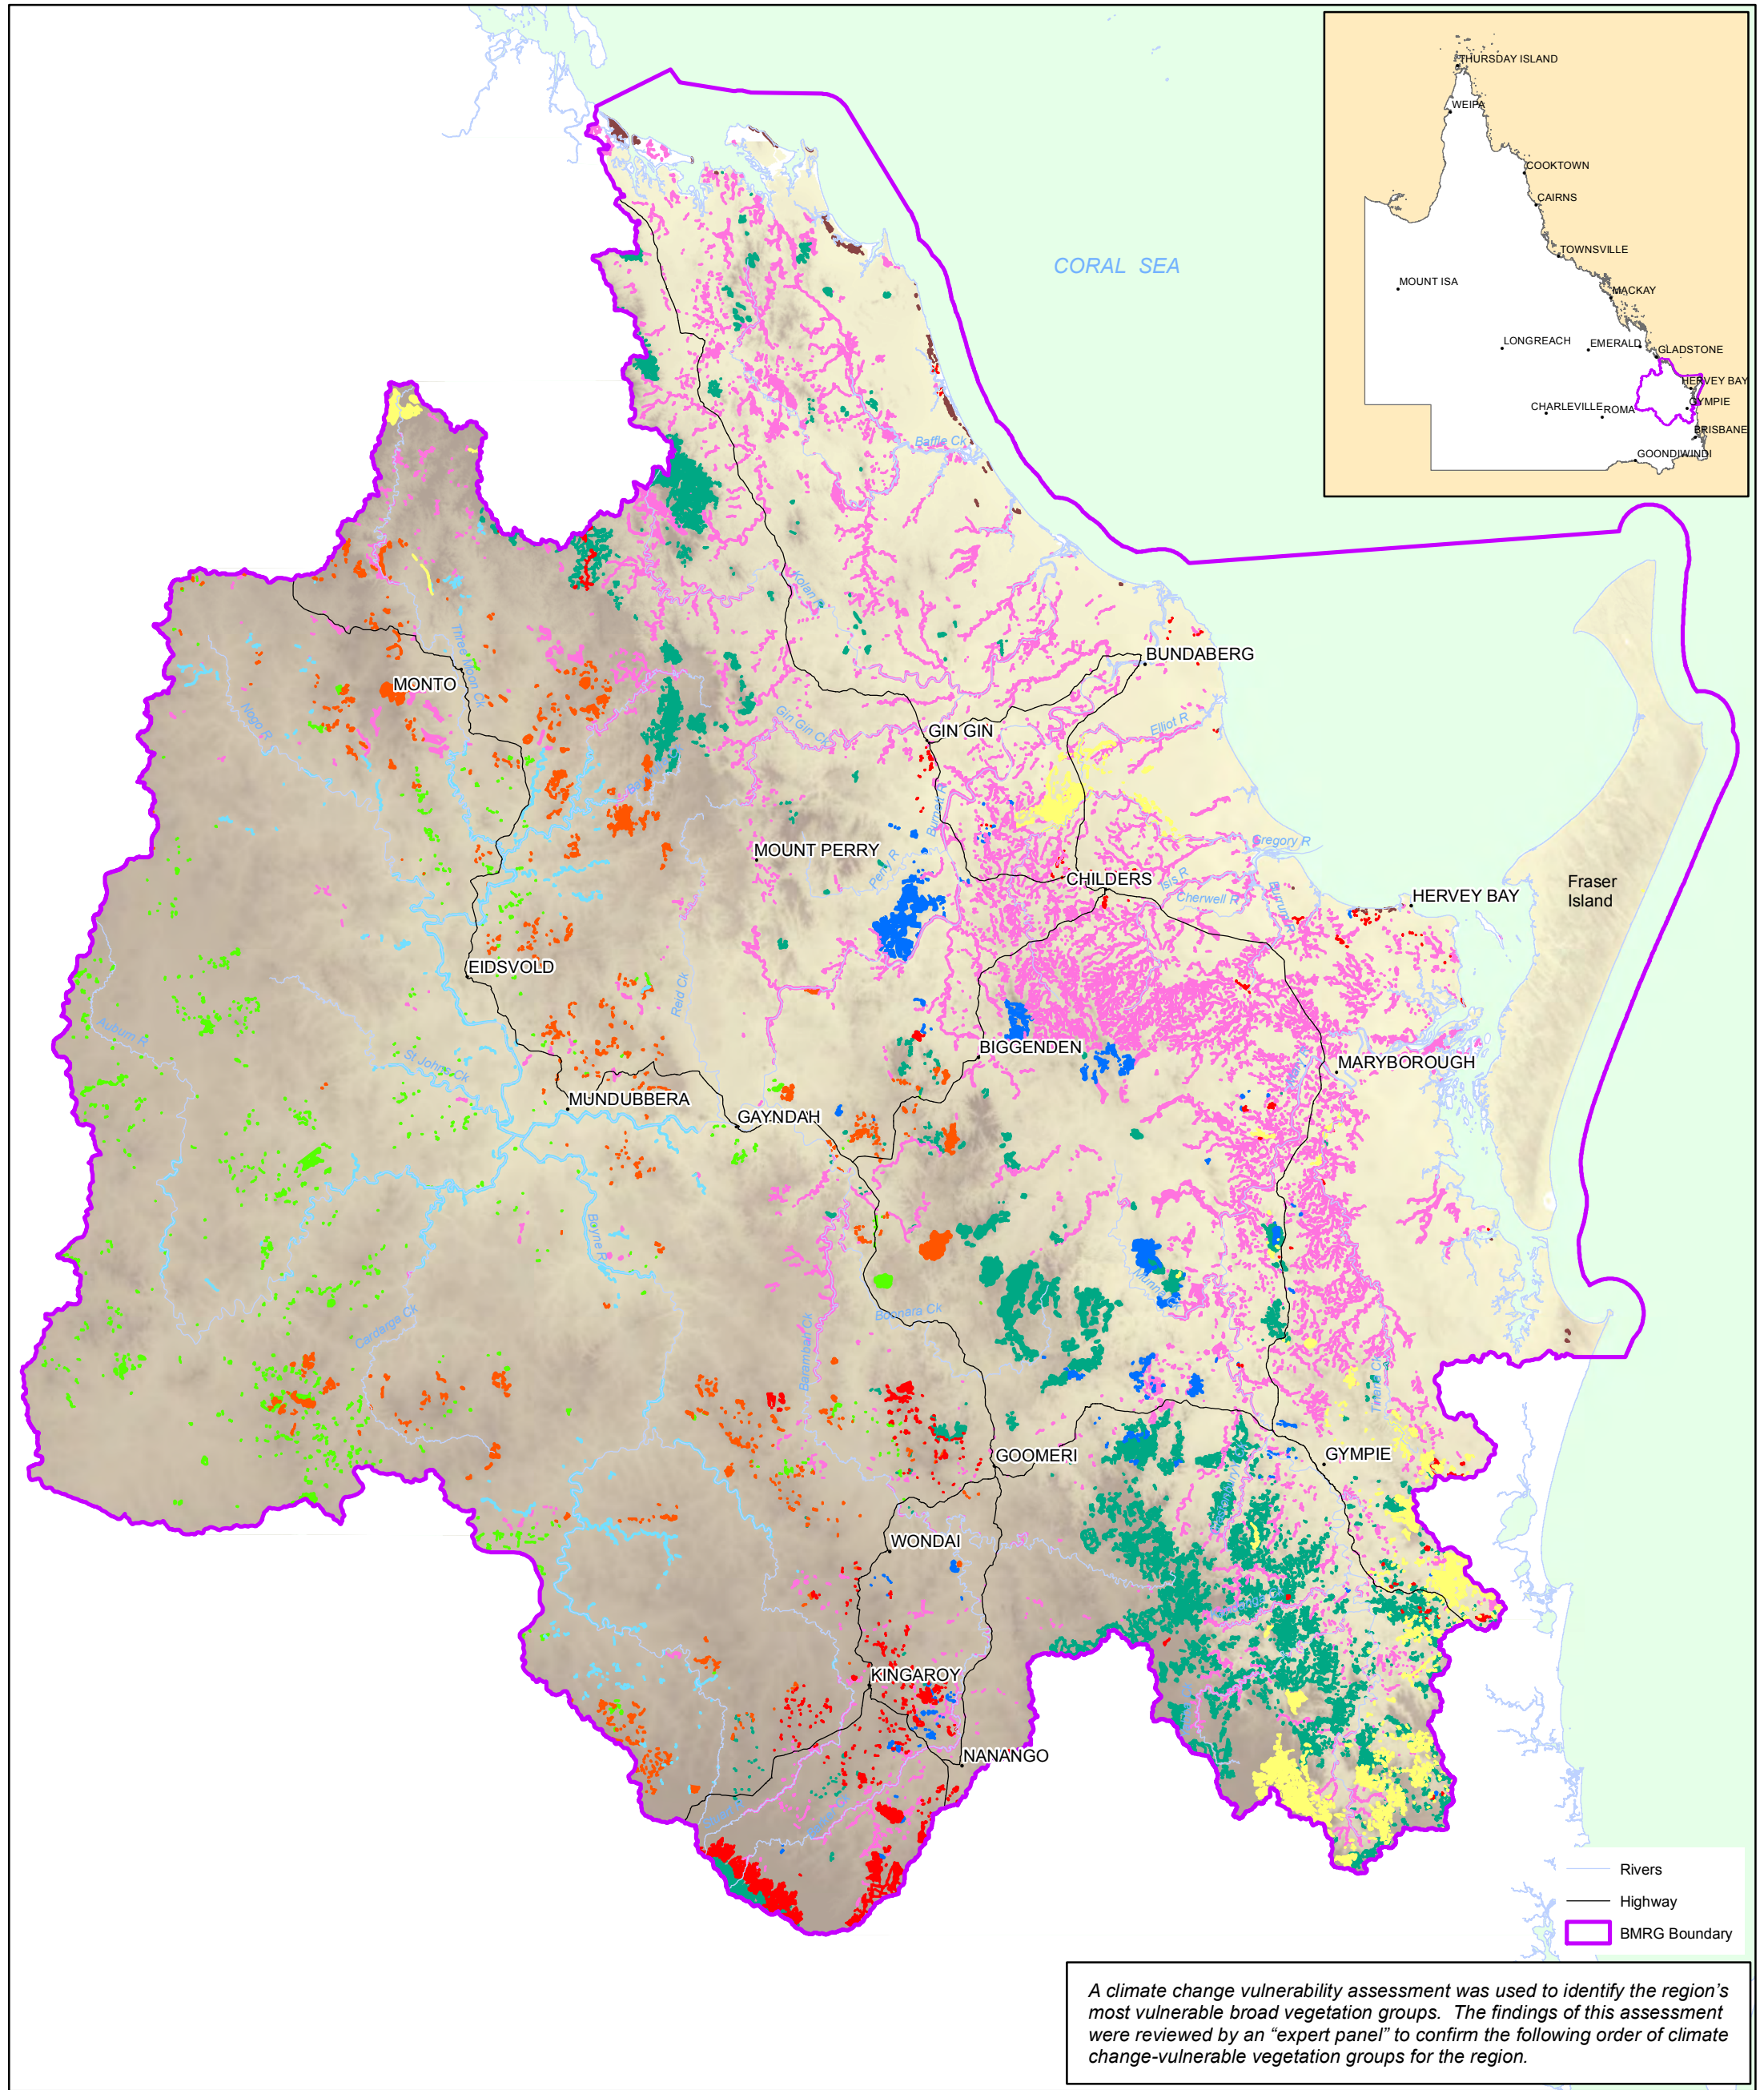 THURSDAY ISLAND
WEIPA
COOKTOWN
CAIRNS
TOWNSVILLE
MOUNT ISA
MACKAY
LONGREACH
EMERALD
GLADSTONE
HERVEY BAY
GYMPIE
CHARLEVILLE
ROMA
BRISBANE
GOONDIWINDI
CORAL SEA
Baffle Ck
Kolan R
Three Moon Ck
BUNDABERG
MONTO
Nogo R
Gin Gin Ck
Elliot R
GIN GIN
Burnett R
Gregory R
MOUNT PERRY
Perry R
CHILDERS
Isis R
Cherwell R
Burrum R
HERVEY BAY
Fraser
Island
EIDSVOLD
Reid Ck
Auburn R
St Johns Ck
BIGGENDEN
MARYBOROUGH
MUNDUBBERA
GAYNDAH
Boyne R
Cardarga Ck
Boonara Ck
Barambah Ck
Tinana Ck
GOOMERI
GYMPIE
WONDAI
KINGAROY
NANANGO
Rivers
Highway
BMRG Boundary
A climate change vulnerability assessment was used to identify the region's
most vulnerable broad vegetation groups. The findings of this assessment
were reviewed by an “expert panel” to confirm the following order of climate
change-vulnerable vegetation groups for the region.